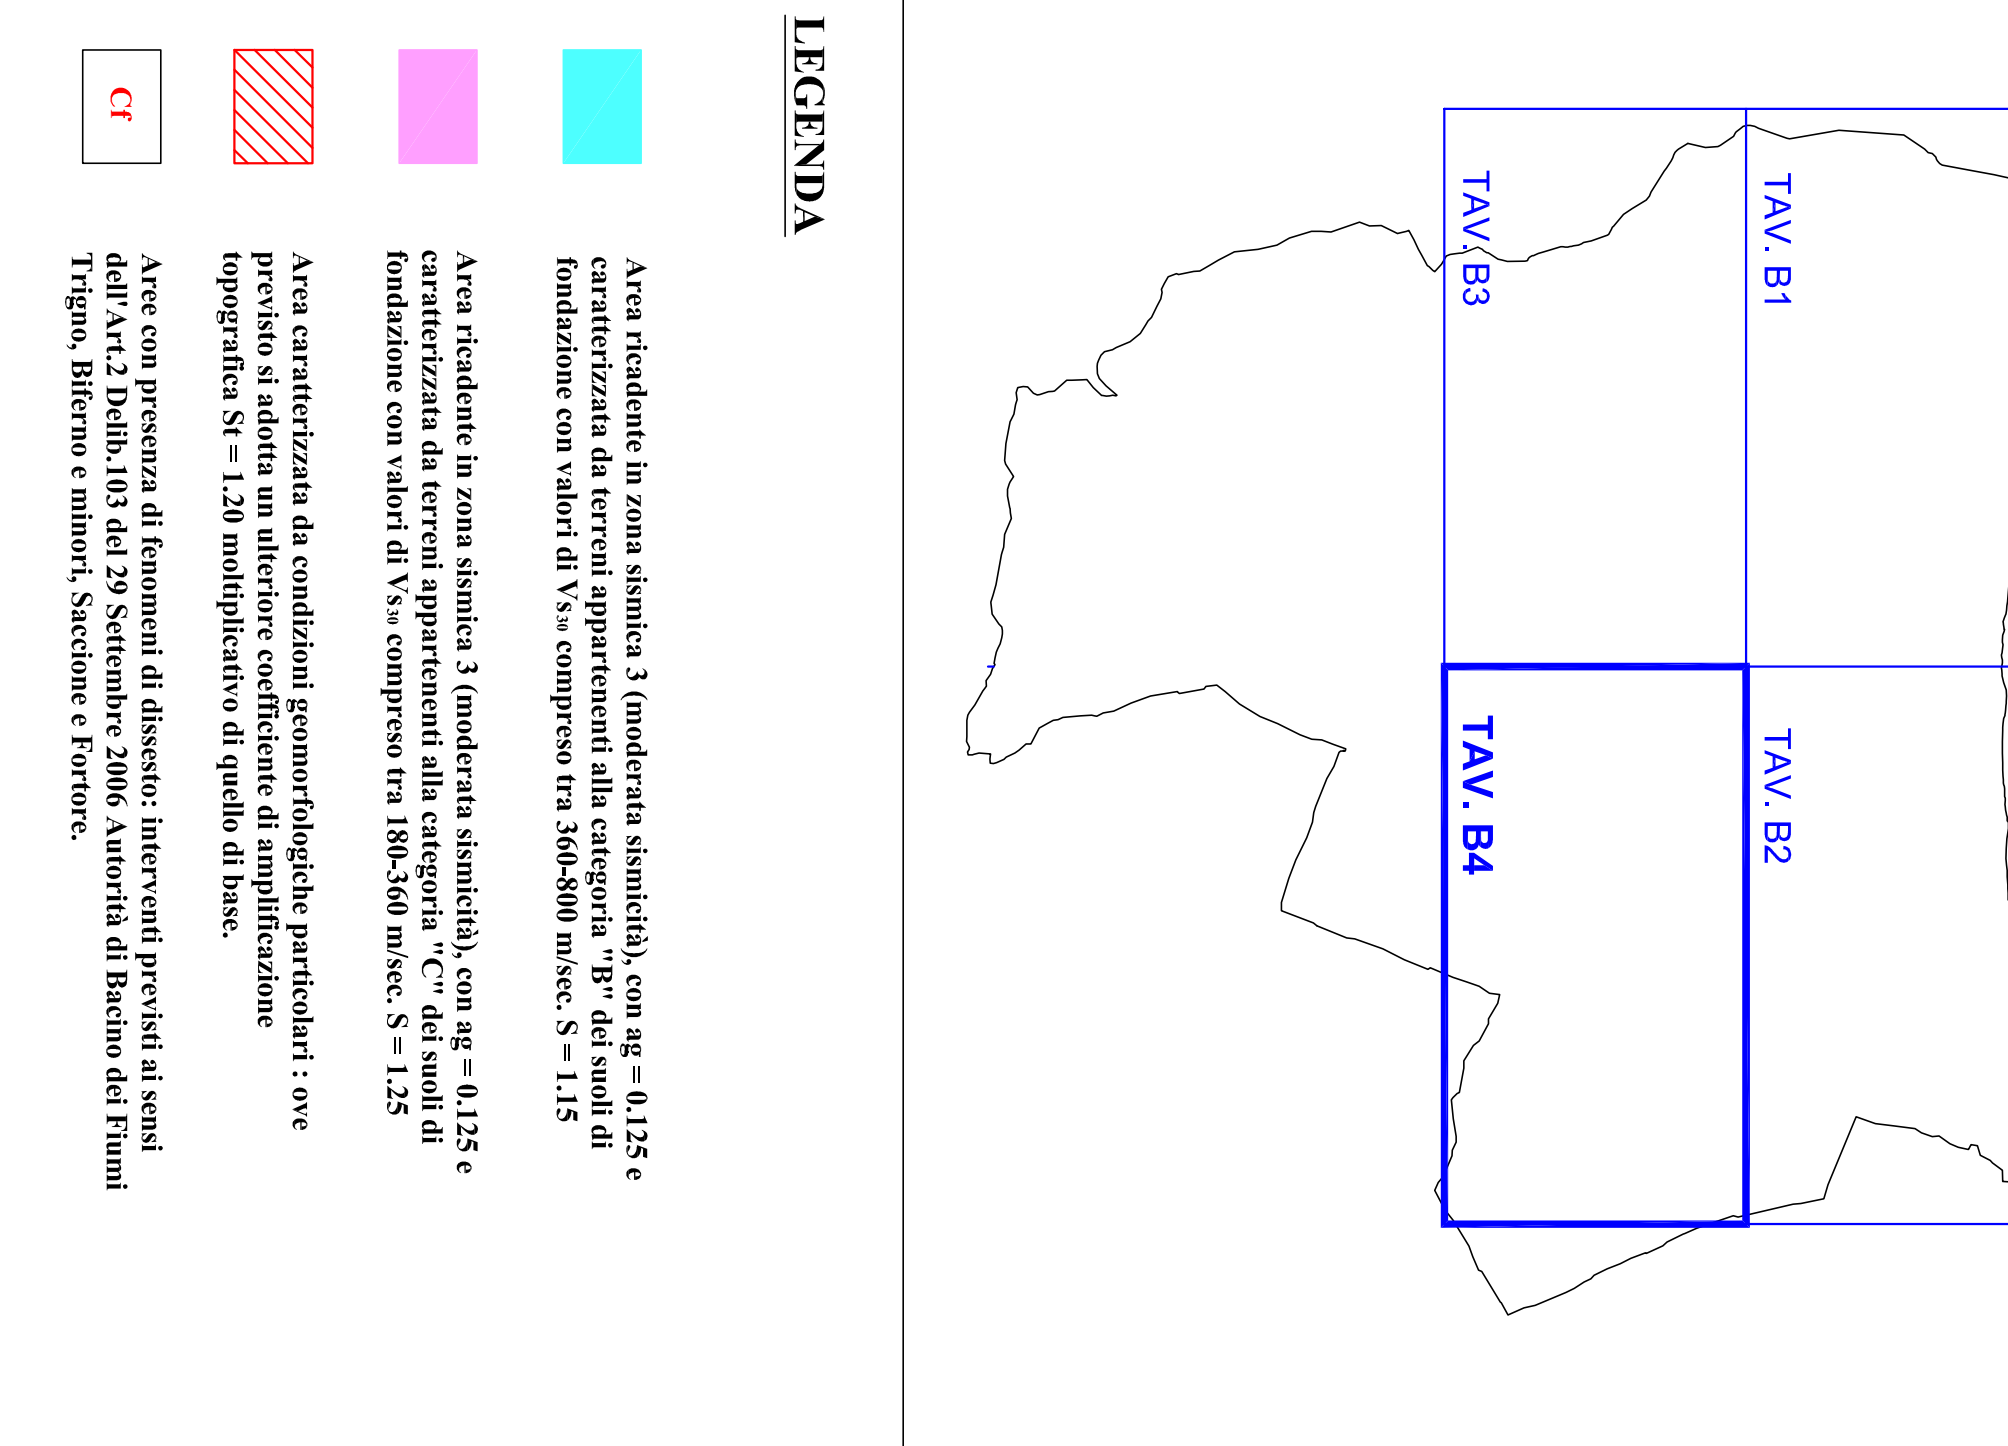 TAV. B1
TAV. B2
TAV. B3
TAV. B4
LEGENDA
Area ricadente in zona sismica 3 (moderata sismicità), con ag = 0.125 e
caratterizzata da terreni appartenenti alla categoria "B" dei suoli di
fondazione con valori di Vs30 compreso tra 360-800 m/sec. S = 1.15
Area ricadente in zona sismica 3 (moderata sismicità), con ag = 0.125 e
caratterizzata da terreni appartenenti alla categoria "C" dei suoli di
fondazione con valori di Vs30 compreso tra 180-360 m/sec. S = 1.25
Area caratterizzata da condizioni geomorfologiche particolari : ove
previsto si adotta un ulteriore coefficiente di amplificazione
topografica St = 1.20 moltiplicativo di quello di base.
Cf
Aree con presenza di fenomeni di dissesto: interventi previsti ai sensi
dell'Art.2 Delib.103 del 29 Settembre 2006 Autorità di Bacino dei Fiumi
Trigno, Biferno e minori, Saccione e Fortore.